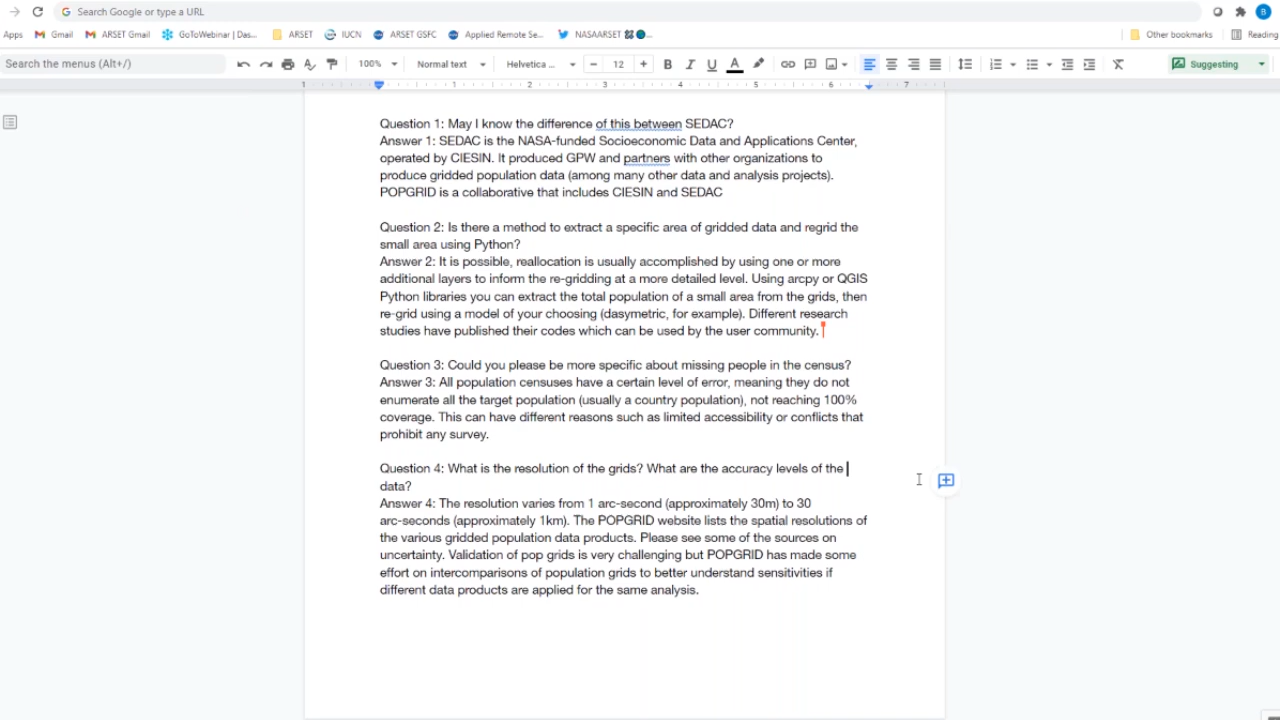 Search Google or type a URL
B
Apps Gmail ARSET Gmail GoToWebinar | Das... ARSET IUCN ARSET GSFC Applied Remote Se... NASAARSET Other bookmarks Reading
Search the menus (Alt+/) 100% Normal text Helvetica ... − 12 + B I U A Suggesting
1 1 2 3 4 5 6 7
Question 1: May I know the difference of this between SEDAC?
Answer 1: SEDAC is the NASA-funded Socioeconomic Data and Applications Center,
operated by CIESIN. It produced GPW and partners with other organizations to
produce gridded population data (among many other data and analysis projects).
POPGRID is a collaborative that includes CIESIN and SEDAC
Question 2: Is there a method to extract a specific area of gridded data and regrid the
small area using Python?
Answer 2: It is possible, reallocation is usually accomplished by using one or more
additional layers to inform the re-gridding at a more detailed level. Using arcpy or QGIS
Python libraries you can extract the total population of a small area from the grids, then
re-grid using a model of your choosing (dasymetric, for example). Different research
studies have published their codes which can be used by the user community.
Question 3: Could you please be more specific about missing people in the census?
Answer 3: All population censuses have a certain level of error, meaning they do not
enumerate all the target population (usually a country population), not reaching 100%
coverage. This can have different reasons such as limited accessibility or conflicts that
prohibit any survey.
Question 4: What is the resolution of the grids? What are the accuracy levels of the
data?
Answer 4: The resolution varies from 1 arc-second (approximately 30m) to 30
arc-seconds (approximately 1km). The POPGRID website lists the spatial resolutions of
the various gridded population data products. Please see some of the sources on
uncertainty. Validation of pop grids is very challenging but POPGRID has made some
effort on intercomparisons of population grids to better understand sensitivities if
different data products are applied for the same analysis.